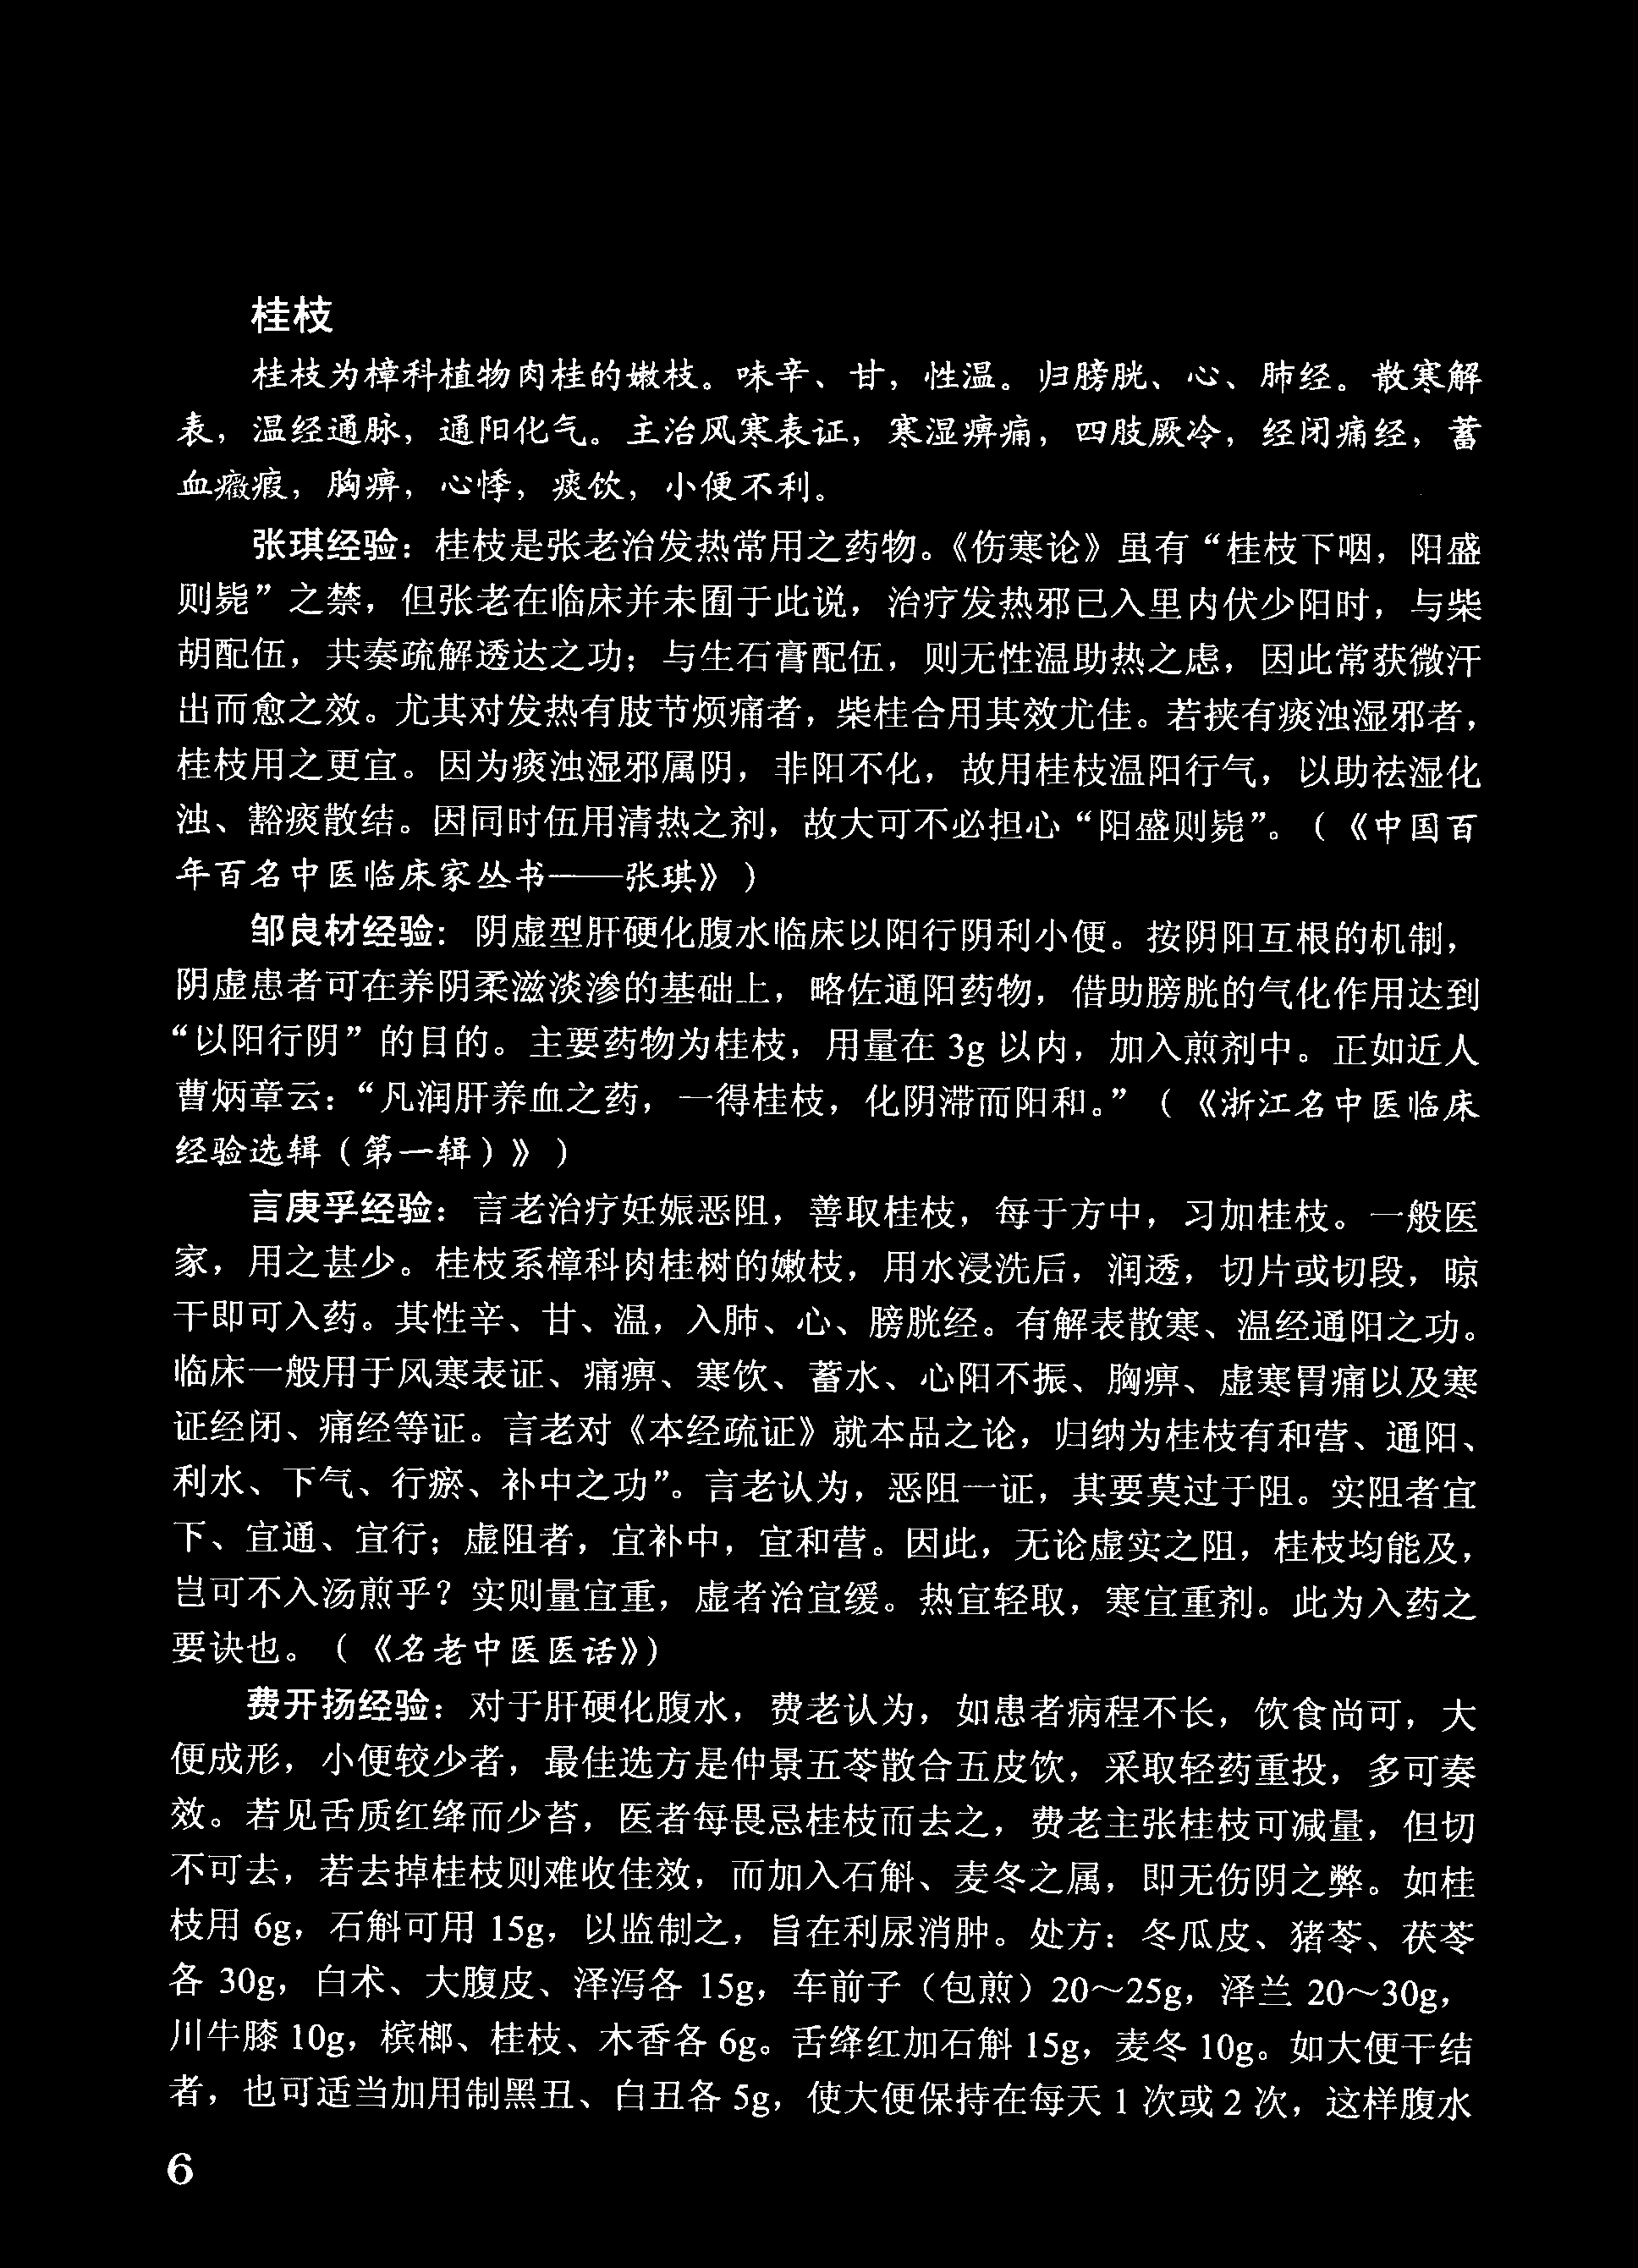 桂枝
桂枝为樟科植物肉桂的嫩枝。味辛、甘，性温。归膀胱、心、肺经。散寒解
表，温经通脉，通阳化气。主治风寒表证，寒湿痹痛，四肢厥冷，经闭痛经，蓄
血癥瘕，胸痹，心悸，痰饮，小便不利。
张琪经验：桂枝是张老治发热常用之药物。《伤寒论》虽有“桂枝下咽，阳盛
则毙”之禁，但张老在临床并未囿于此说，治疗发热邪已入里内伏少阳时，与柴
胡配伍，共奏疏解透达之功；与生石膏配伍，则无性温助热之虑，因此常获微汗
出而愈之效。尤其对发热有肢节烦痛者，柴桂合用其效尤佳。若挟有痰浊湿邪者，
桂枝用之更宜。因为痰浊湿邪属阴，非阳不化，故用桂枝温阳行气，以助祛湿化
浊、豁痰散结。因同时伍用清热之剂，故大可不必担心“阳盛则毙”。（《中国百
年百名中医临床家丛书——张琪》）
邹良材经验：阴虚型肝硬化腹水临床以阳行阴利小便。按阴阳互根的机制，
阴虚患者可在养阴柔滋淡渗的基础上，略佐通阳药物，借助膀胱的气化作用达到
“以阳行阴”的目的。主要药物为桂枝，用量在 3g 以内，加入煎剂中。正如近人
曹炳章云：“凡润肝养血之药，一得桂枝，化阴滞而阳和。”（《浙江名中医临床
经验选辑（第一辑）》）
言庚孚经验：言老治疗妊娠恶阻，善取桂枝，每于方中，习加桂枝。一般医
家，用之甚少。桂枝系樟科肉桂树的嫩枝，用水浸洗后，润透，切片或切段，晾
干即可入药。其性辛、甘、温，入肺、心、膀胱经。有解表散寒、温经通阳之功。
临床一般用于风寒表证、痛痹、寒饮、蓄水、心阳不振、胸痹、虚寒胃痛以及寒
证经闭、痛经等证。言老对《本经疏证》就本品之论，归纳为桂枝有和营、通阳、
利水、下气、行瘀、补中之功”。言老认为，恶阻一证，其要莫过于阻。实阻者宜
下、宜通、宜行；虚阻者，宜补中，宜和营。因此，无论虚实之阻，桂枝均能及，
岂可不入汤煎乎？实则量宜重，虚者治宜缓。热宜轻取，寒宜重剂。此为入药之
要诀也。（《名老中医医话》）
费开扬经验：对于肝硬化腹水，费老认为，如患者病程不长，饮食尚可，大
便成形，小便较少者，最佳选方是仲景五苓散合五皮饮，采取轻药重投，多可奏
效。若见舌质红绛而少苔，医者每畏忌桂枝而去之，费老主张桂枝可减量，但切
不可去，若去掉桂枝则难收佳效，而加入石斛、麦冬之属，即无伤阴之弊。如桂
枝用 6g，石斛可用 15g，以监制之，旨在利尿消肿。处方：冬瓜皮、猪苓、茯苓
各 30g，白术、大腹皮、泽泻各 15g，车前子（包煎）20～25g，泽兰 20～30g，
川牛膝 10g，槟榔、桂枝、木香各 6g。舌绛红加石斛 15g，麦冬 10g。如大便干结
者，也可适当加用制黑丑、白丑各 5g，使大便保持在每天 1 次或 2 次，这样腹水
6